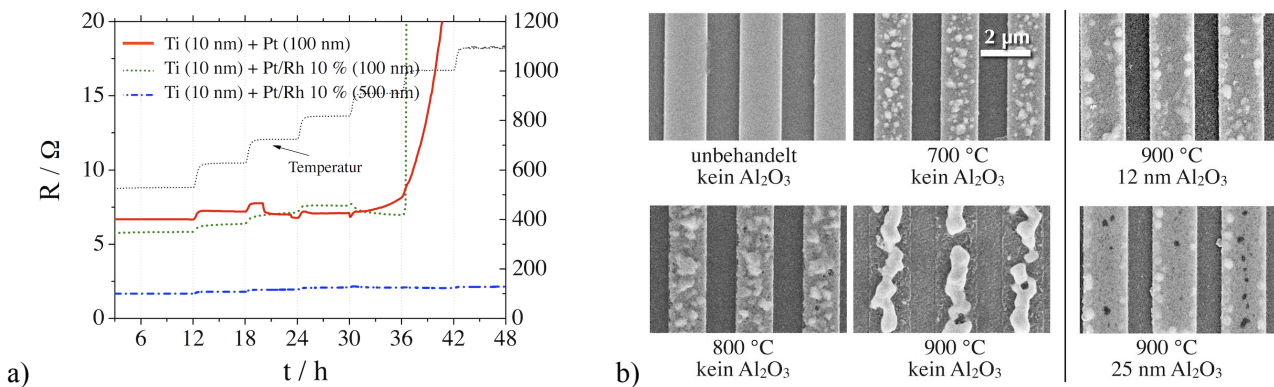 20
15
10
5
0
R / Ω
Ti (10 nm) + Pt (100 nm)
Ti (10 nm) + Pt/Rh 10 % (100 nm)
Ti (10 nm) + Pt/Rh 10 % (500 nm)
Temperatur
1200
1000
800
600
400
200
0
6 12 18 24 30 36 42 48
t / h
a)
2 µm
unbehandelt
kein Al₂O₃
700 °C
kein Al₂O₃
900 °C
12 nm Al₂O₃
800 °C
kein Al₂O₃
900 °C
kein Al₂O₃
900 °C
25 nm Al₂O₃
b)